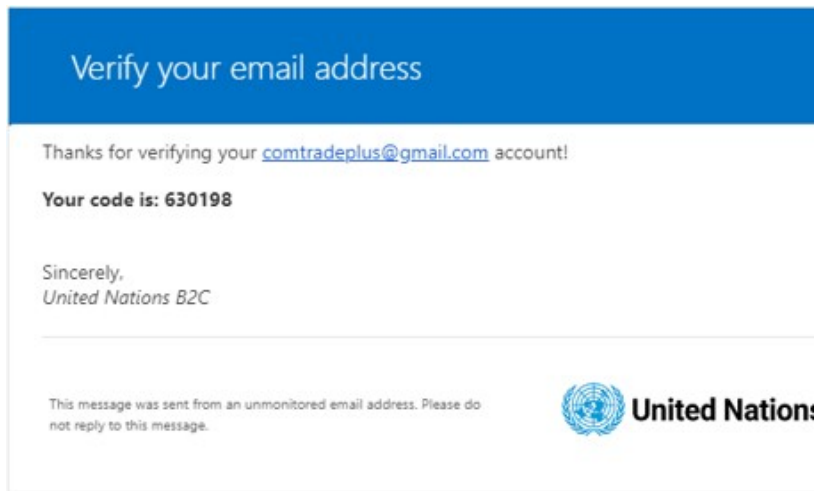 Verify your email address
Thanks for verifying your comtradeplus@gmail.com account!
Your code is: 630198
Sincerely,
United Nations B2C
This message was sent from an unmonitored email address. Please do
not reply to this message.
United Nations